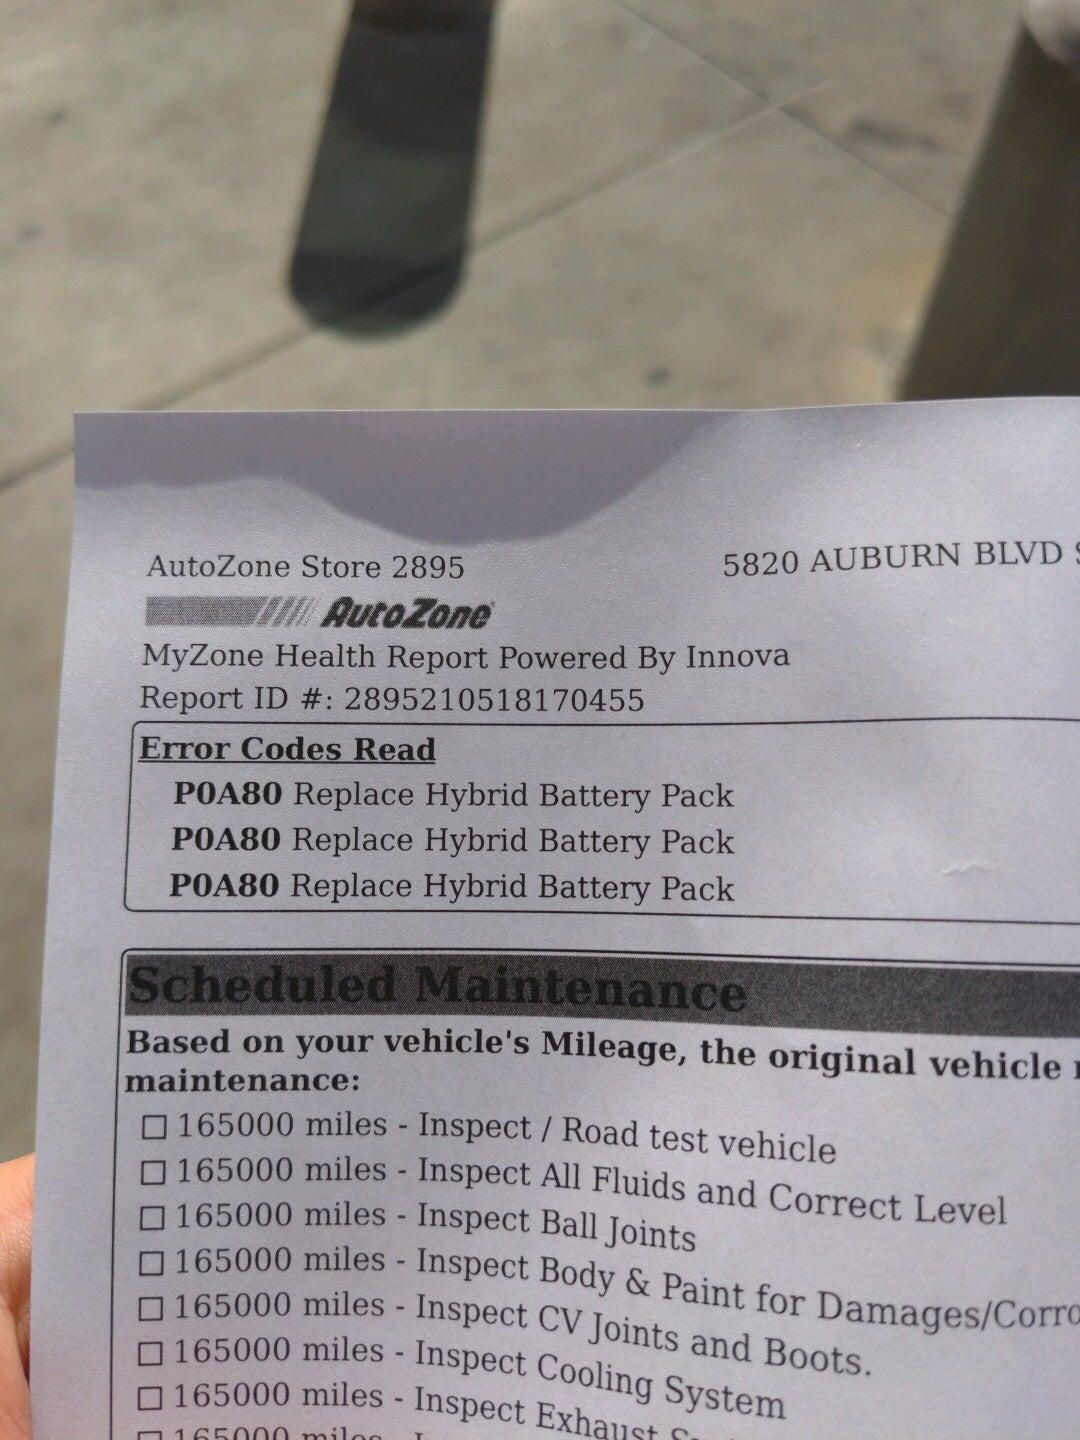 AutoZone Store 2895
5820 AUBURN BLVD
AutoZone
MyZone Health Report Powered By Innova
Report ID #: 2895210518170455
Error Codes Read
P0A80 Replace Hybrid Battery Pack
P0A80 Replace Hybrid Battery Pack
P0A80 Replace Hybrid Battery Pack
Scheduled Maintenance
Based on your vehicle's Mileage, the original vehicle
maintenance:
165000 miles - Inspect / Road test vehicle
165000 miles - Inspect All Fluids and Correct Level
165000 miles - Inspect Ball Joints
165000 miles - Inspect Body & Paint for Damages/Corro
165000 miles - Inspect CV Joints and Boots.
165000 miles - Inspect Cooling System
165000 miles - Inspect Exhaust
165000 miles -